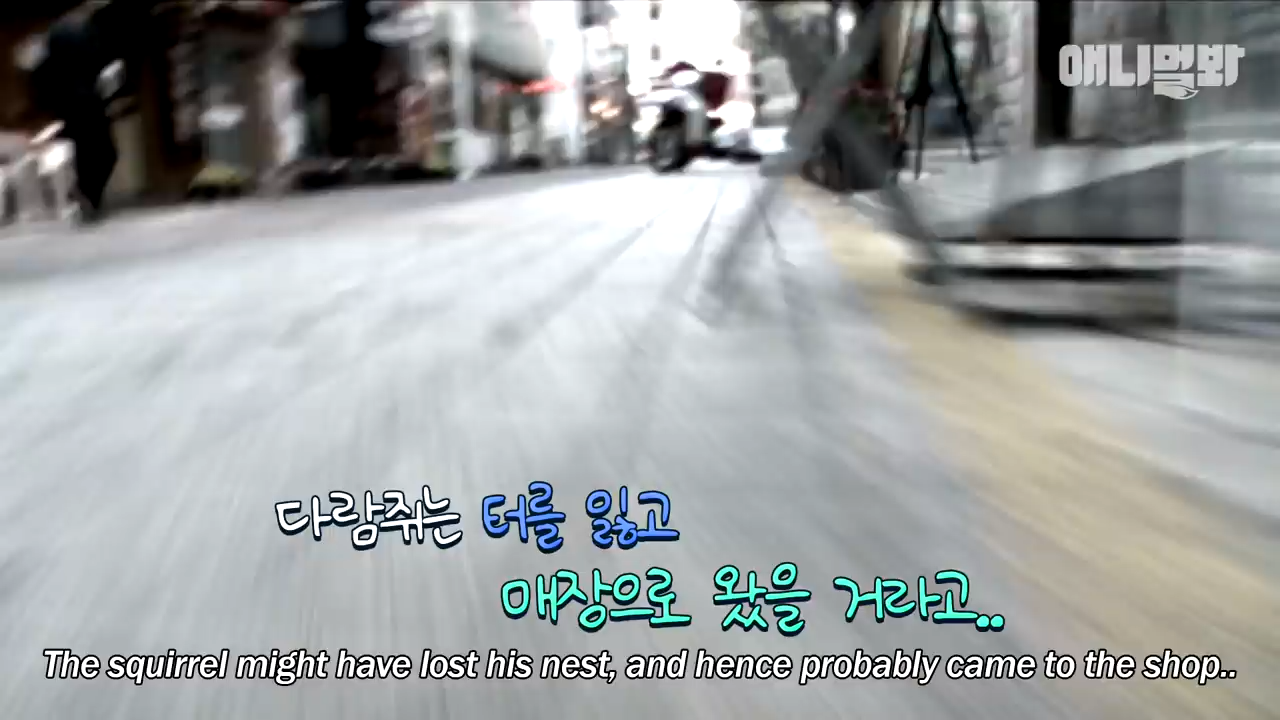 애니멀봐
다람쥐는 터를 잃고
매장으로 왔을 거라고..
The squirrel might have lost his nest, and hence probably came to the shop..